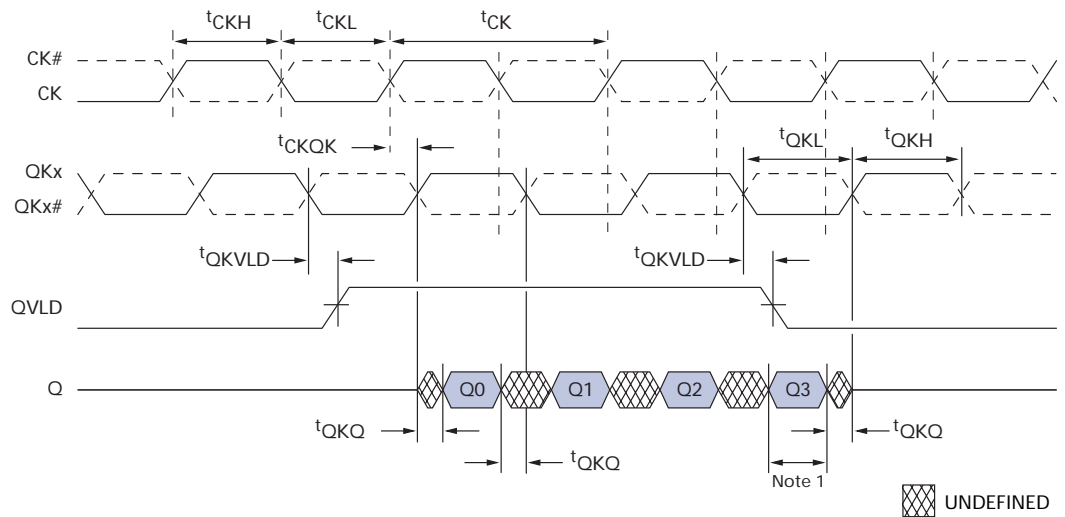 tCKH tCKL tCK
CK#
CK
tCKQK tQKL tQKH
QKx
QKx#
tQKVLD tQKVLD
QVLD
Q Q0 Q1 Q2 Q3
tQKQ tQKQ
tQKQ
Note 1
UNDEFINED